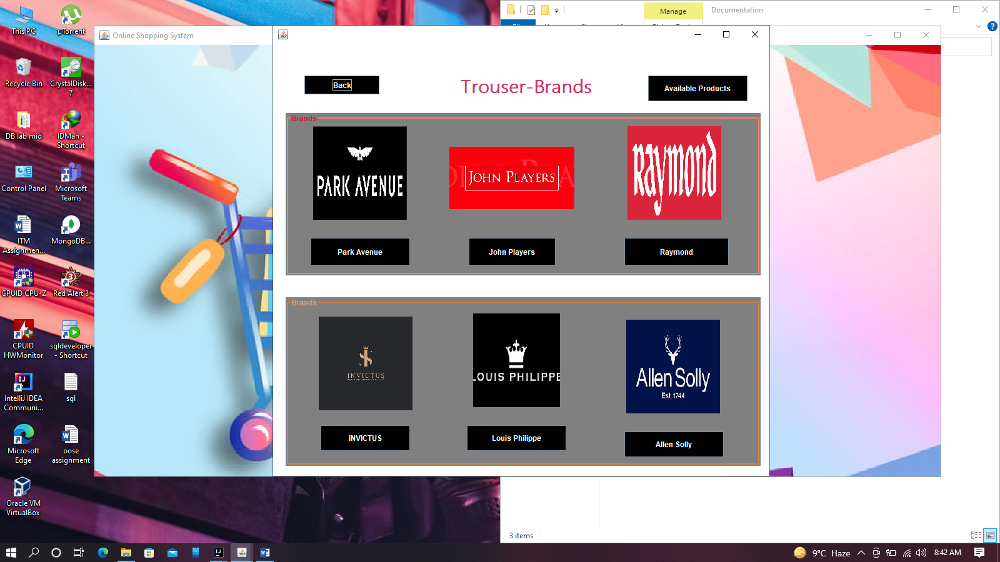 This PC
µTorrent
Recycle Bin
CrystalDisk...
7
DB lab mid
IDMan -
Shortcut
Control Panel
Microsoft
Teams
ITM
Assignmen...
MongoDB...
CPUID CPU-Z
Red Alert 3
CPUID
HWMonitor
sqldeveloper
- Shortcut
IntelliJ IDEA
Communi...
sql
Microsoft
Edge
oose
assignment
Oracle VM
VirtualBox
Manage
Documentation
Online Shopping System
Back
Trouser-Brands
Available Products
Brands
PARK AVENUE
JOHN PLAYERS
Raymond
Park Avenue
John Players
Raymond
Brands
INVICTUS
LOUIS PHILIPPE
Allen Solly
Est 1744
INVICTUS
Louis Philippe
Allen Solly
3 items
9°C Haze
8:42 AM